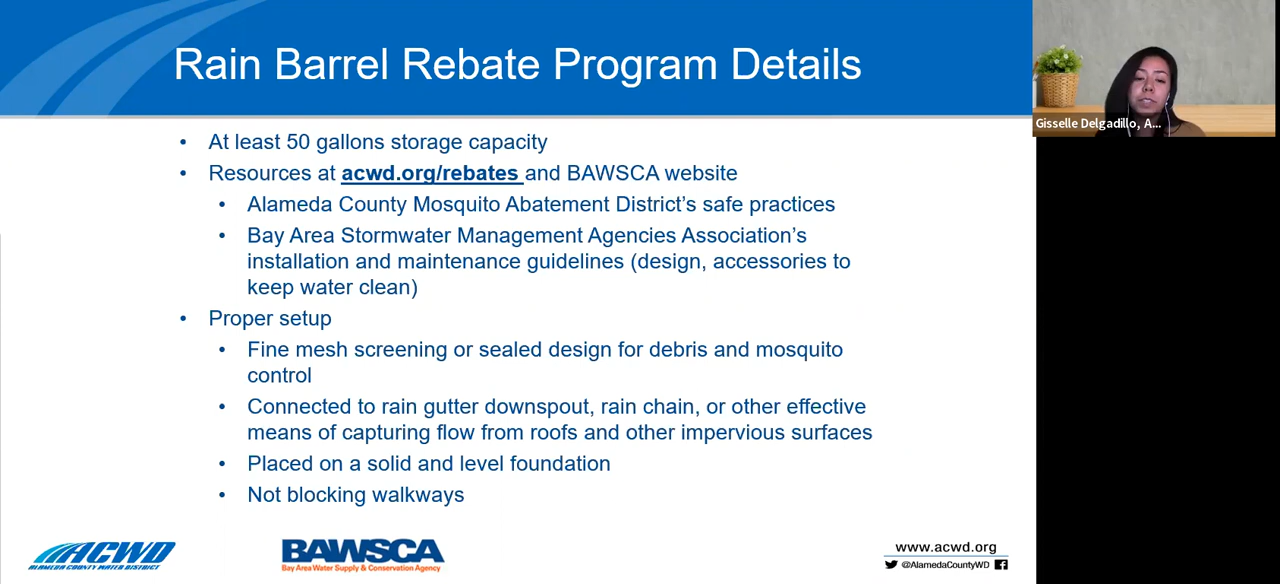 Rain Barrel Rebate Program Details
Gisselle Delgadillo, A...
• At least 50 gallons storage capacity
• Resources at acwd.org/rebates and BAWSCA website
• Alameda County Mosquito Abatement District's safe practices
• Bay Area Stormwater Management Agencies Association's
installation and maintenance guidelines (design, accessories to
keep water clean)
• Proper setup
• Fine mesh screening or sealed design for debris and mosquito
control
• Connected to rain gutter downspout, rain chain, or other effective
means of capturing flow from roofs and other impervious surfaces
• Placed on a solid and level foundation
• Not blocking walkways
ACWD
ALAMEDA COUNTY WATER DISTRICT
BAWSCA
Bay Area Water Supply & Conservation Agency
www.acwd.org
@AlamedaCountyWD